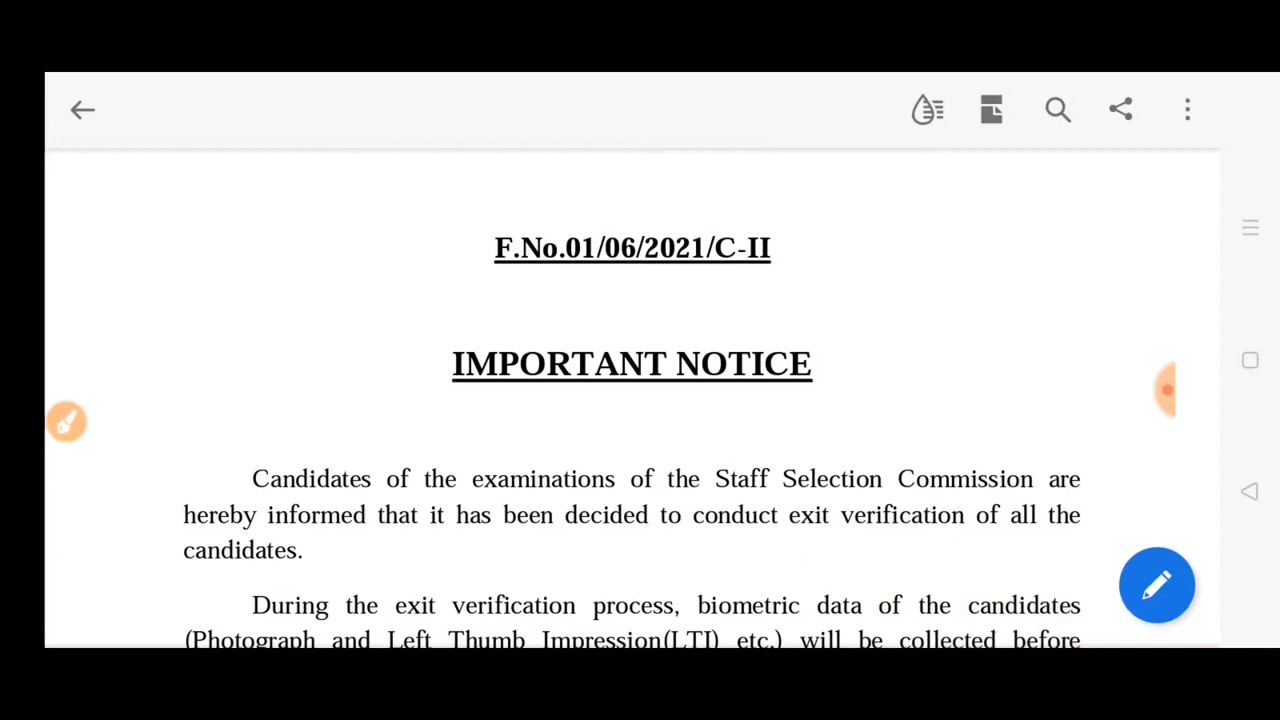 F.No.01/06/2021/C-II
IMPORTANT NOTICE
Candidates of the examinations of the Staff Selection Commission are
hereby informed that it has been decided to conduct exit verification of all the
candidates.
During the exit verification process, biometric data of the candidates
(Photograph and Left Thumb Impression(LTI) etc.) will be collected before